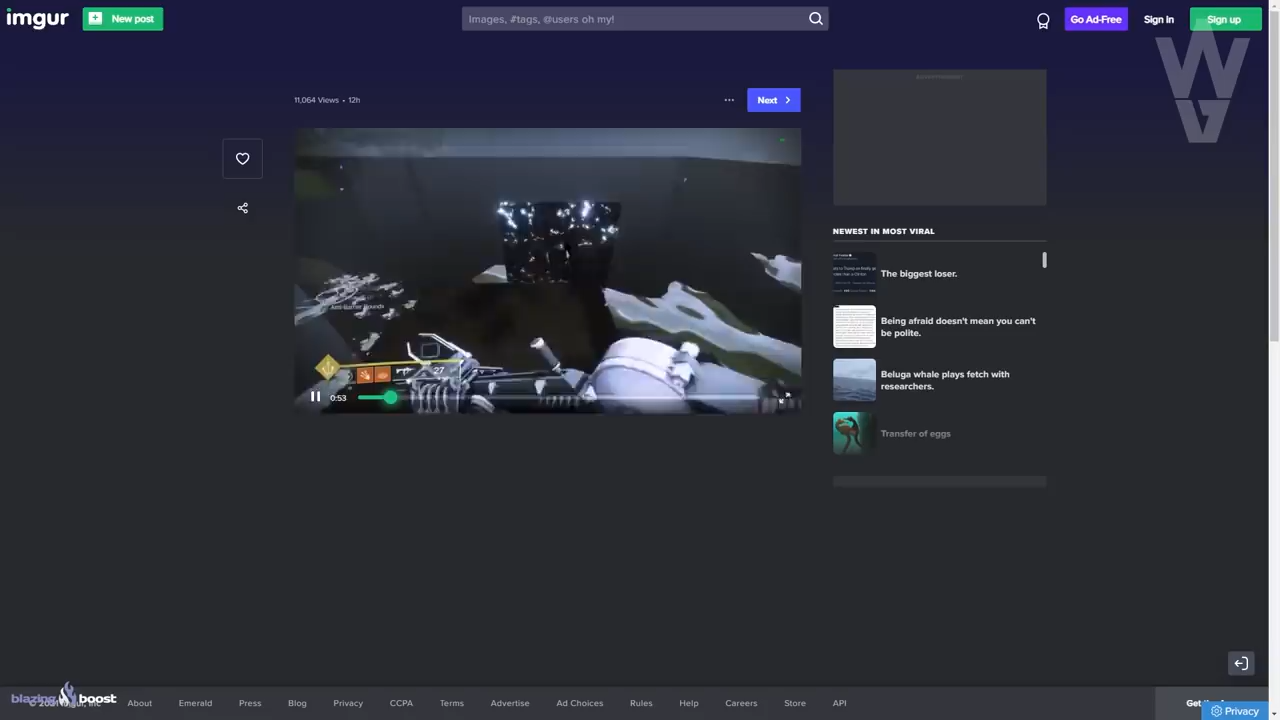 imgur
New post
Images, #tags, @users oh my!
Go Ad-Free
Sign In
Sign up
W
G
11,064 Views • 12h
Next
ADVERTISEMENT
NEWEST IN MOST VIRAL
The biggest loser.
Being afraid doesn't mean you can't
be polite.
Beluga whale plays fetch with
researchers.
Transfer of eggs
Anti-Barrier Rounds
27
0:53
blazing boost
About
Emerald
Press
Blog
Privacy
CCPA
Terms
Advertise
Ad Choices
Rules
Help
Careers
Store
API
Privacy